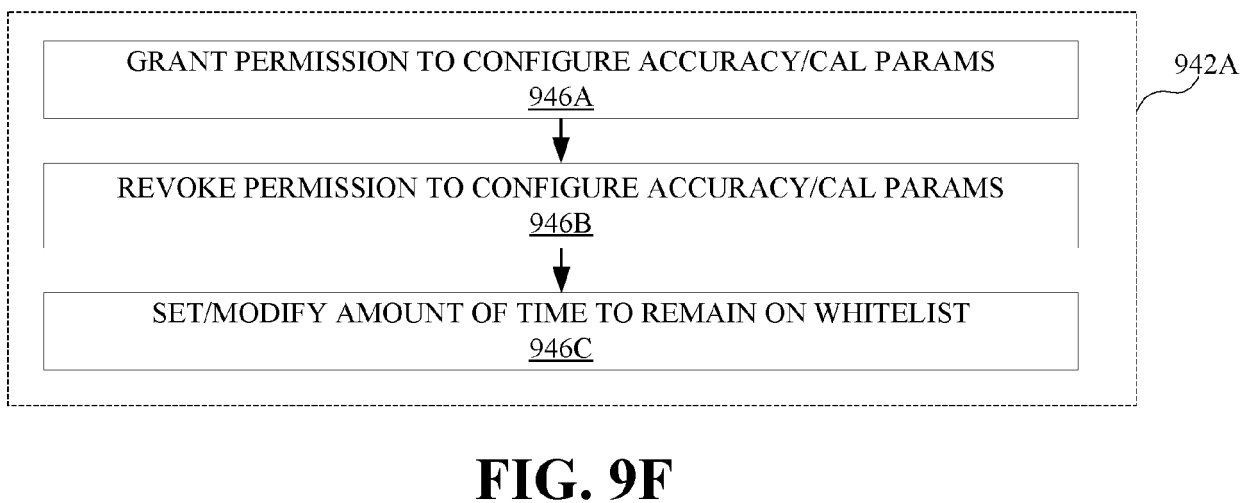 GRANT PERMISSION TO CONFIGURE ACCURACY/CAL PARAMS
946A
942A
REVOKE PERMISSION TO CONFIGURE ACCURACY/CAL PARAMS
946B
SET/MODIFY AMOUNT OF TIME TO REMAIN ON WHITELIST
946C
FIG. 9F